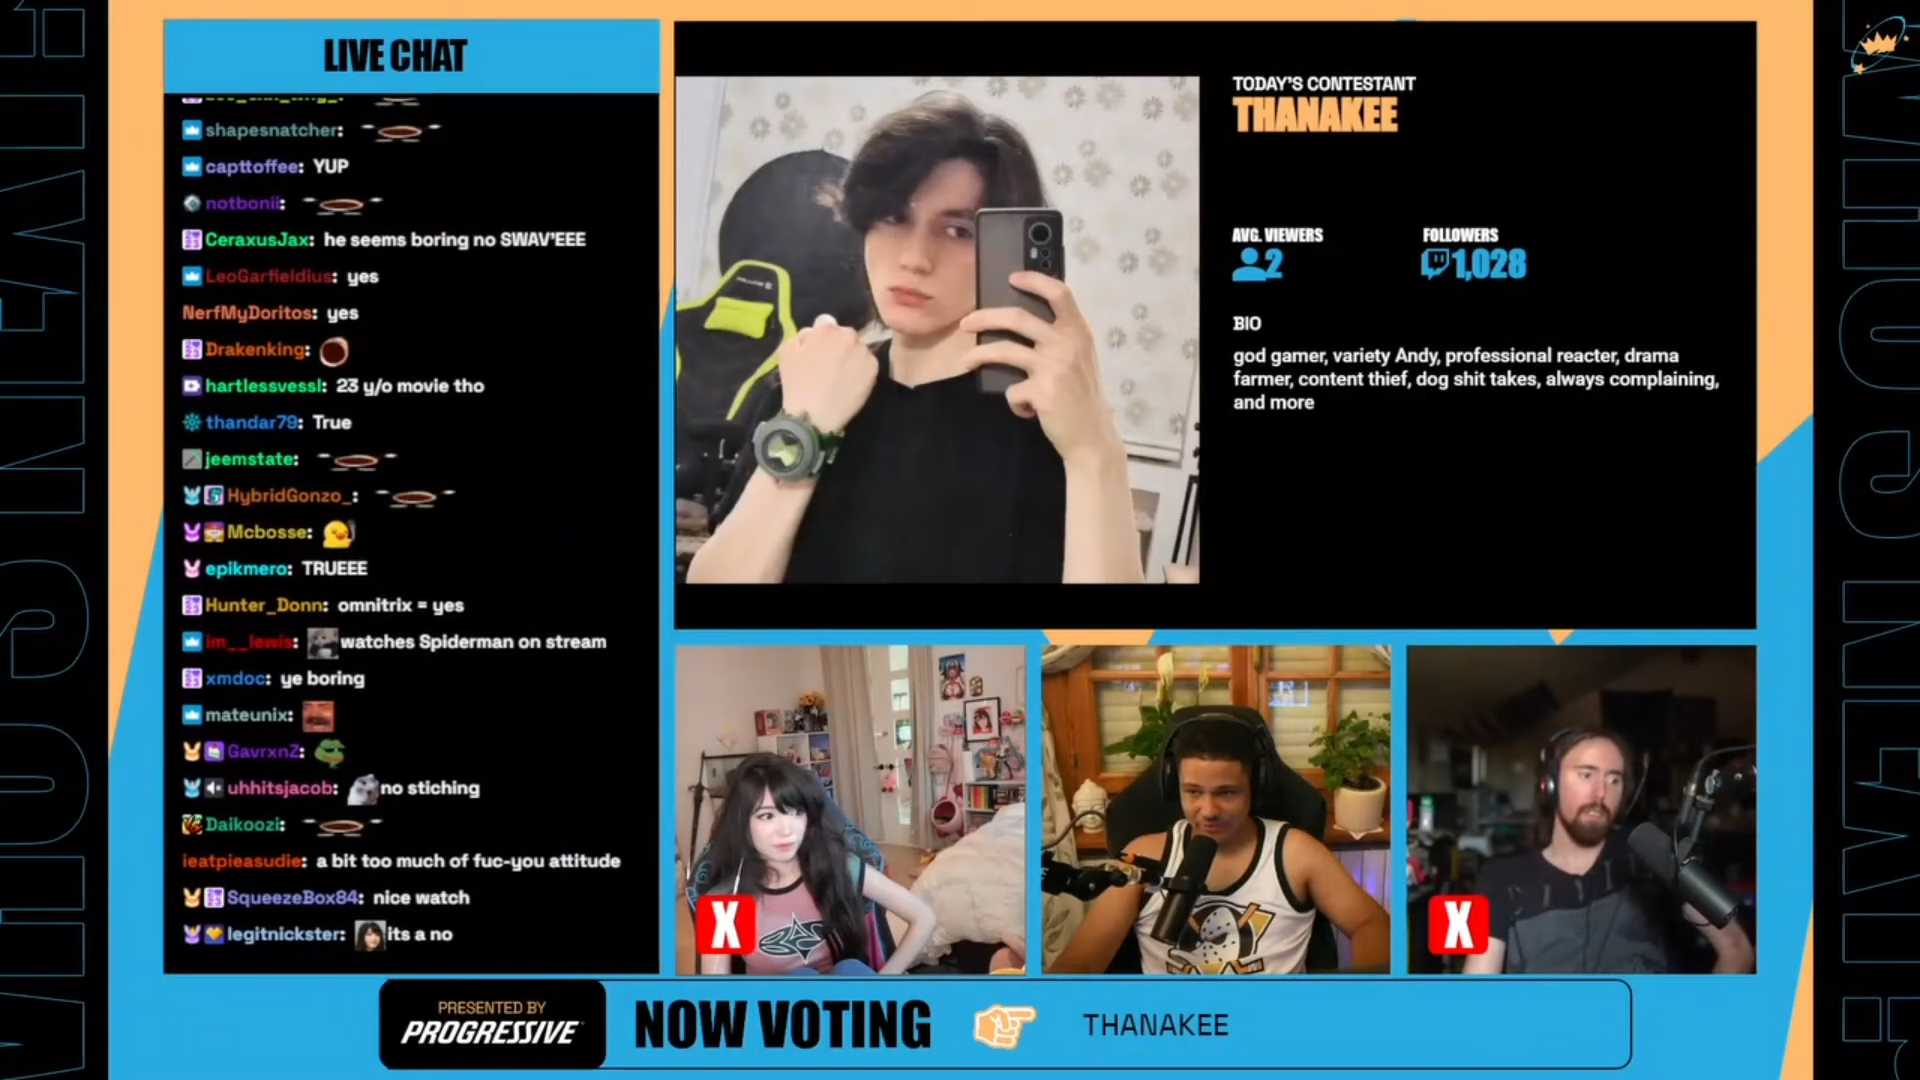 LIVE CHAT
shapesnatcher:
capttoffee: YUP
notbonii:
CeraxusJax: he seems boring no SWAV'EEE
LeoGarfieldius: yes
NerfMyDoritos: yes
Drakenking:
hartlessvessl: 23 y/o movie tho
thandar79: True
jeemstate:
HybridGonzo_:
Mcbosse:
epikmero: TRUEEE
Hunter_Donn: omnitrix = yes
im__lewis: watches Spiderman on stream
xmdoc: ye boring
mateunix:
GavrxnZ:
uhhitsjacob: no stiching
Daikoozi:
ieatpieasudie: a bit too much of fuc-you attitude
SqueezeBox84: nice watch
legitnickster: its a no
TODAY'S CONTESTANT
THANAKEE
AVG. VIEWERS
2
FOLLOWERS
1,028
BIO
god gamer, variety Andy, professional reacter, drama
farmer, content thief, dog shit takes, always complaining,
and more
X
X
PRESENTED BY
PROGRESSIVE
NOW VOTING
THANAKEE